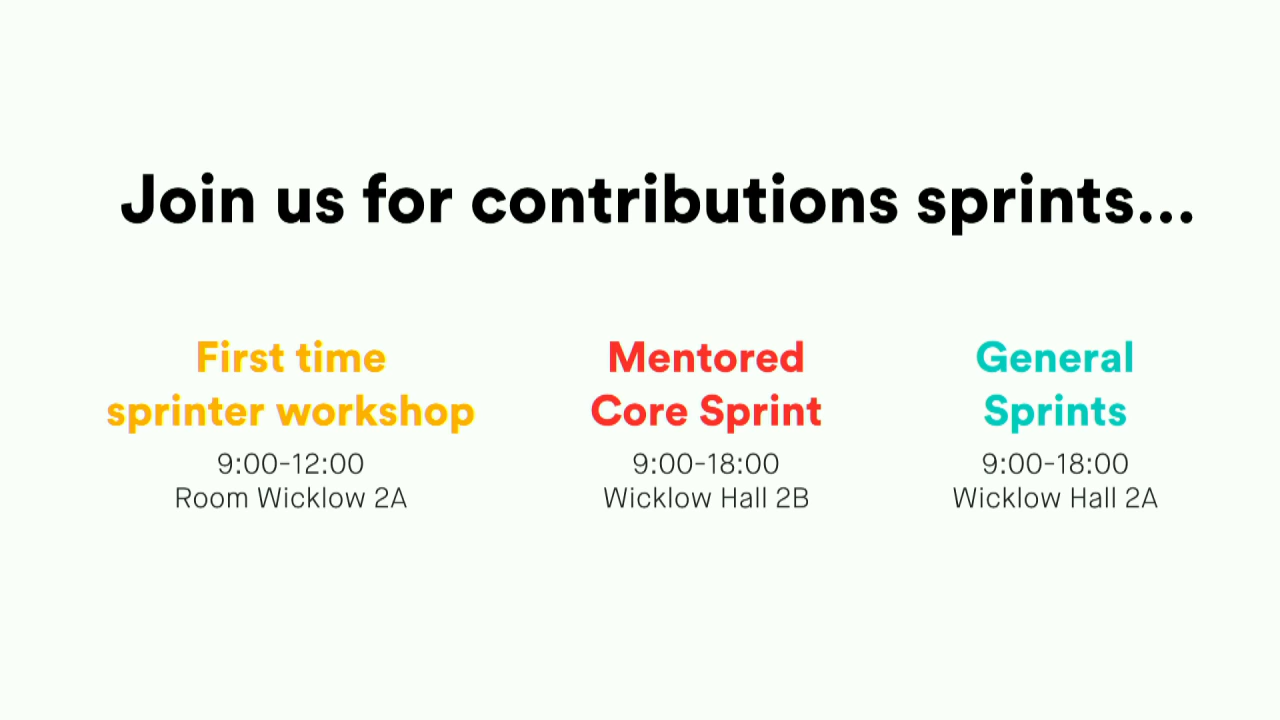 Join us for contributions sprints...
First time
sprinter workshop
9:00-12:00
Room Wicklow 2A
Mentored
Core Sprint
9:00-18:00
Wicklow Hall 2B
General
Sprints
9:00-18:00
Wicklow Hall 2A